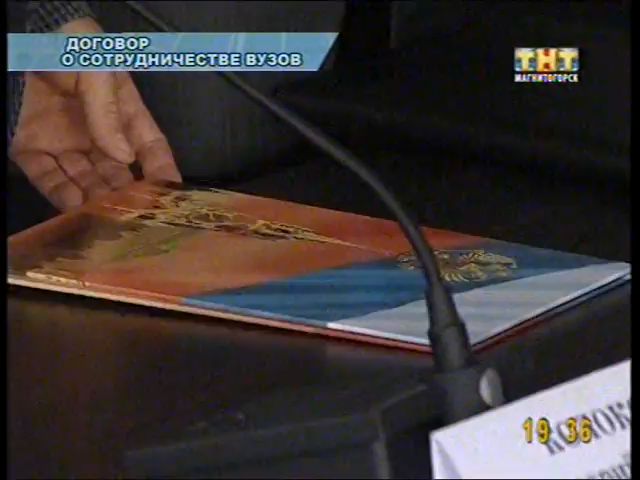 ДОГОВОР
О СОТРУДНИЧЕСТВЕ ВУЗОВ
ТНТ
МАГНИТОГОРСК
19 36